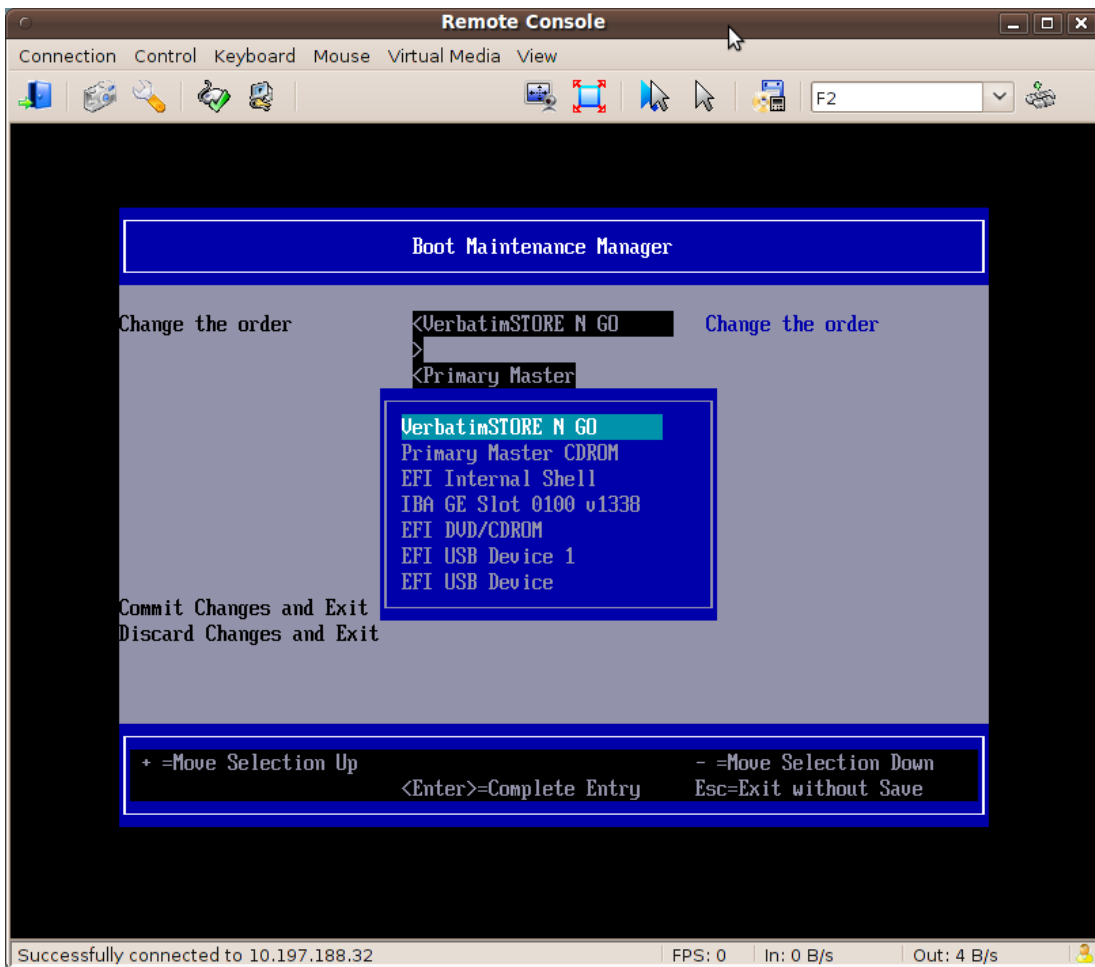 Remote Console
Connection Control Keyboard Mouse Virtual Media View
F2
Boot Maintenance Manager
Change the order <VerbatimSTORE N GO Change the order
>
<Primary Master
VerbatimSTORE N GO
Primary Master CDROM
EFI Internal Shell
IBA GE Slot 0100 v1338
EFI DVD/CDROM
EFI USB Device 1
EFI USB Device
Commit Changes and Exit
Discard Changes and Exit
+ =Move Selection Up - =Move Selection Down
<Enter>=Complete Entry Esc=Exit without Save
Successfully connected to 10.197.188.32 FPS: 0 In: 0 B/s Out: 4 B/s